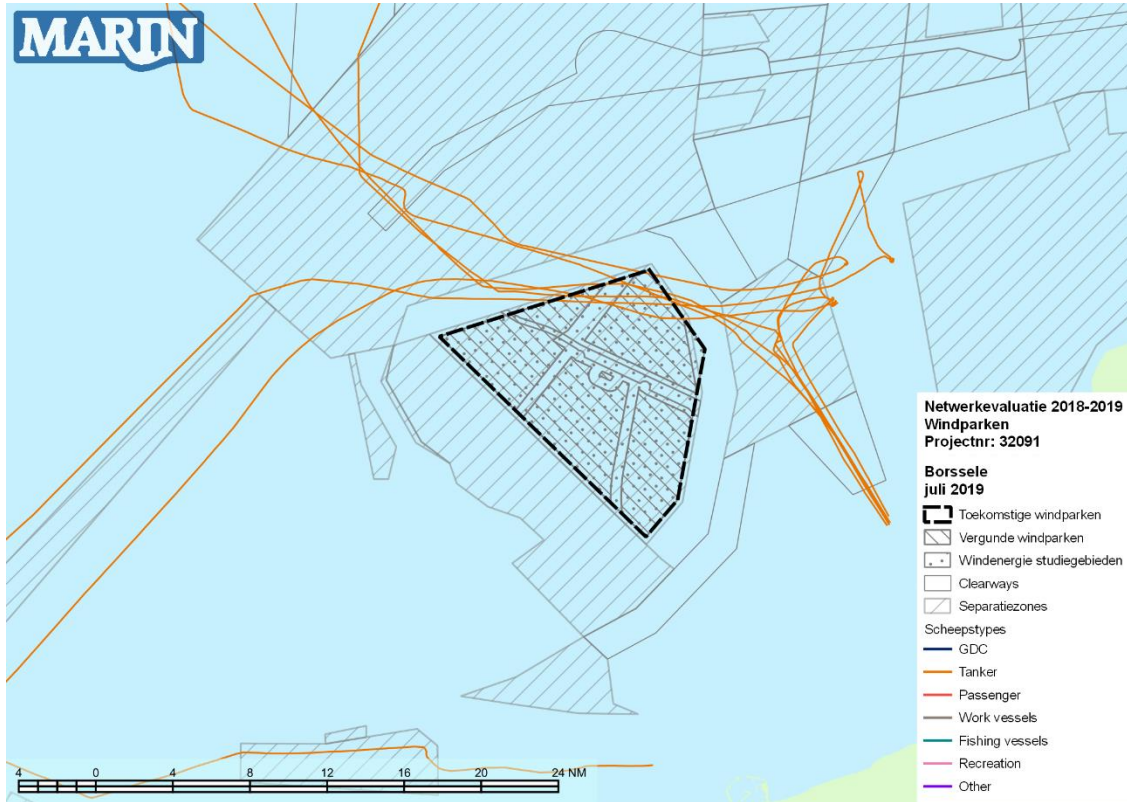 MARIN
Netwerkevaluatie 2018-2019
Windparken
Projectnr: 32091
Borssele
juli 2019
Toekomstige windparken
Vergunde windparken
Windenergie studiegebieden
Clearways
Separatiezones
Scheepstypes
GDC
Tanker
Passenger
Work vessels
Fishing vessels
Recreation
Other
4 0 4 8 12 16 20 24 NM